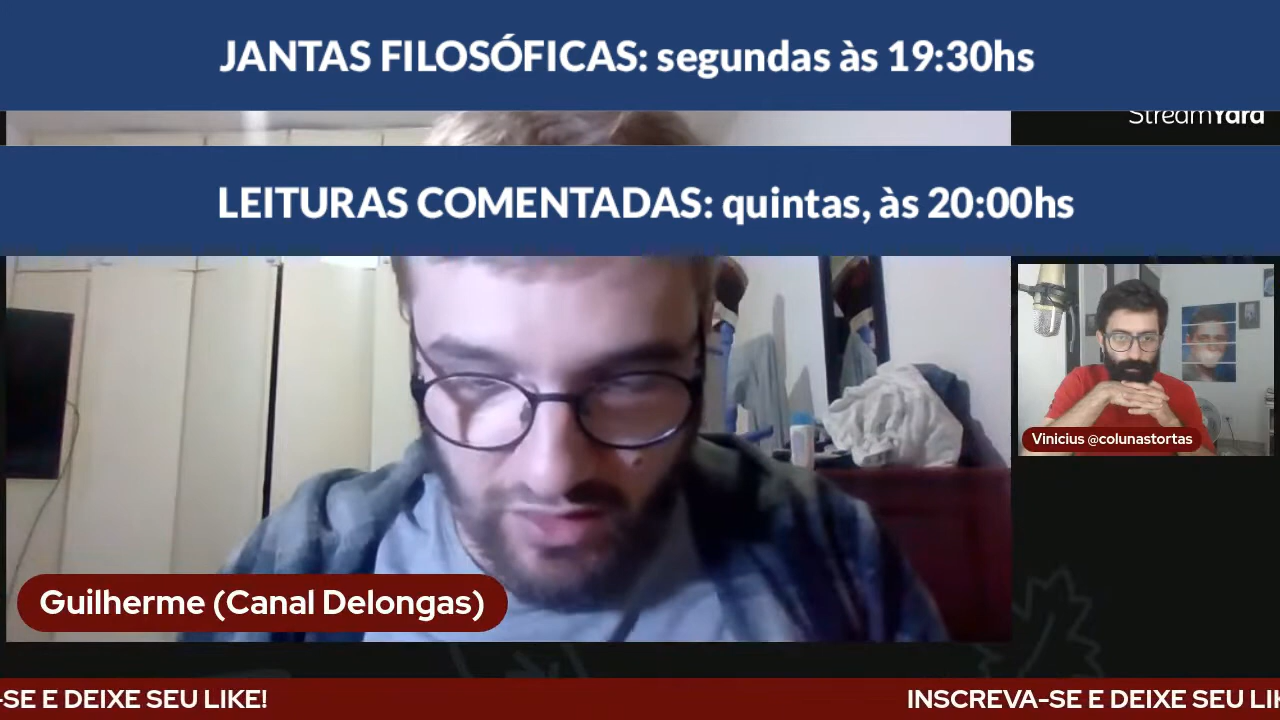 JANTAS FILOSÓFICAS: segundas às 19:30hs
StreamYard
LEITURAS COMENTADAS: quintas, às 20:00hs
Vinicius @colunastortas
Guilherme (Canal Delongas)
-SE E DEIXE SEU LIKE!
INSCREVA-SE E DEIXE SEU LIK